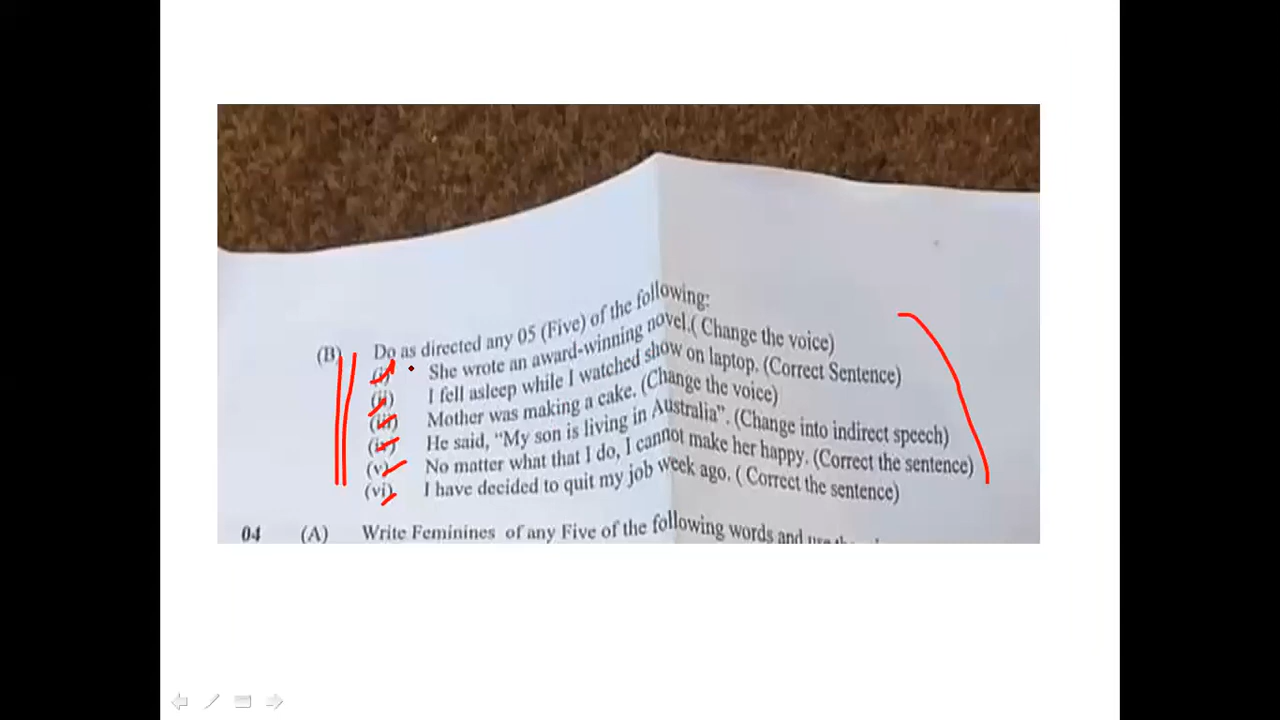 (B) Do as directed any 05 (Five) of the following:
(i) She wrote an award-winning novel.( Change the voice)
(ii) I fell asleep while I watched show on laptop. (Correct Sentence)
(iii) Mother was making a cake. (Change the voice)
(iv) He said, “My son is living in Australia”. (Change into indirect speech)
(v) No matter what that I do, I cannot make her happy. (Correct the sentence)
(vi) I have decided to quit my job week ago. ( Correct the sentence)
04 (A) Write Feminines of any Five of the following words and use